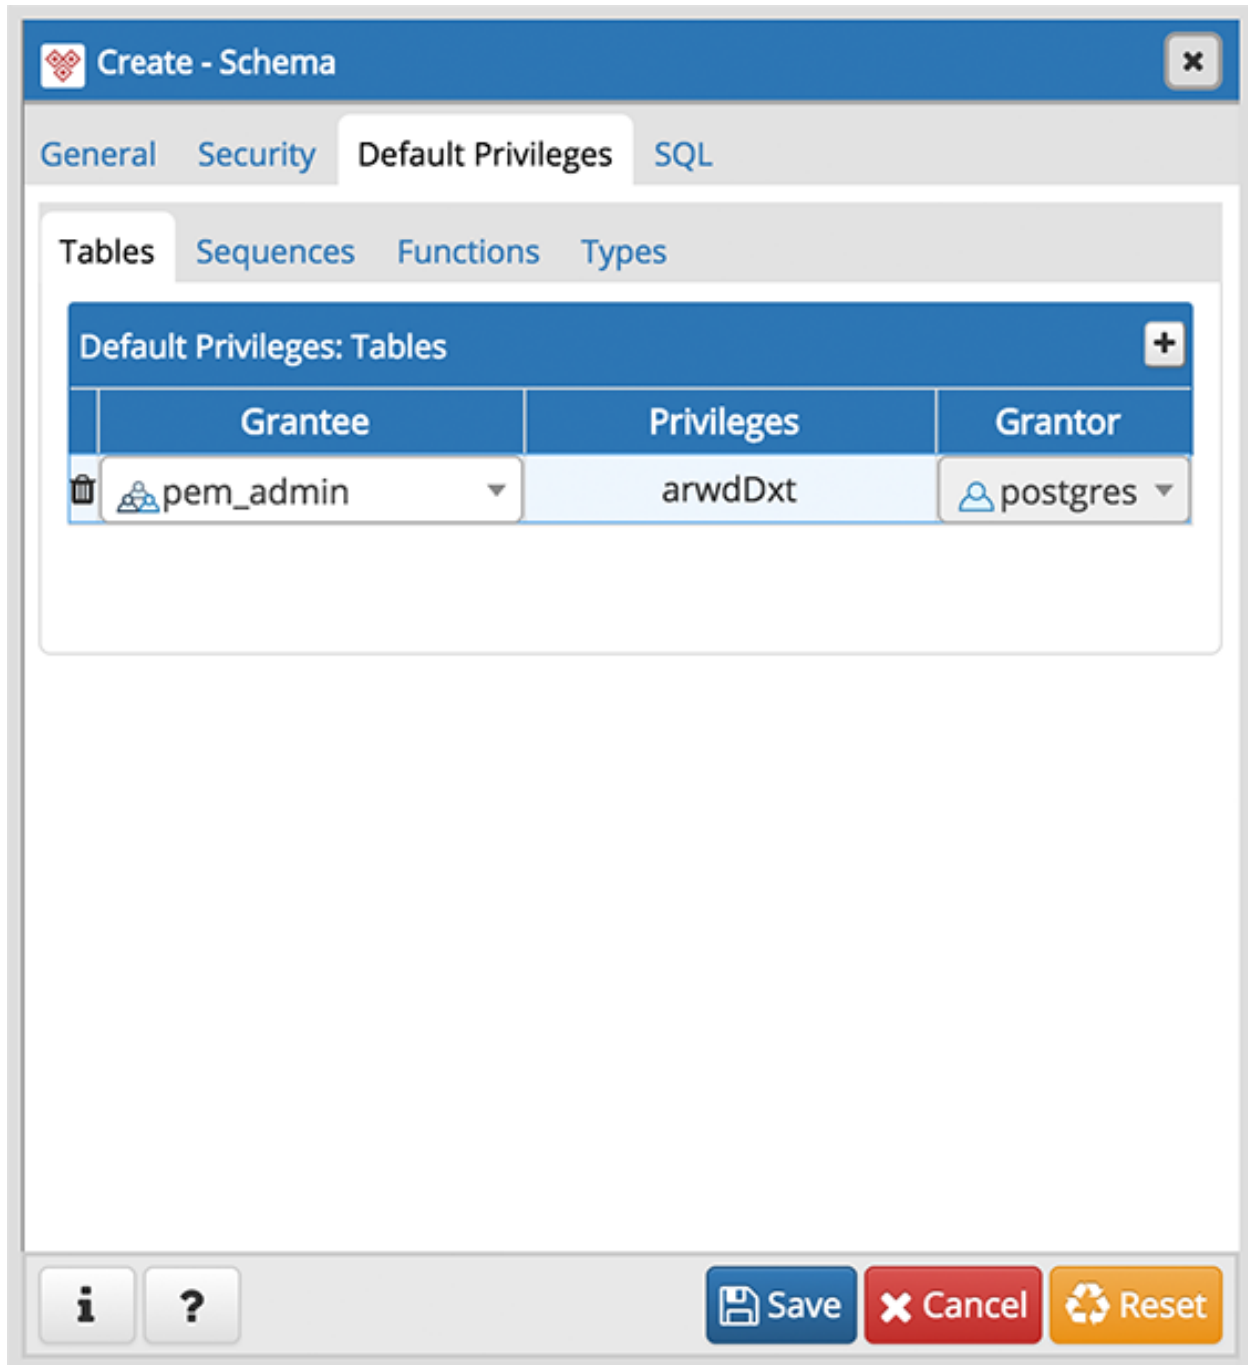 Create - Schema
General Security Default Privileges SQL
Tables Sequences Functions Types
Default Privileges: Tables
Grantee Privileges Grantor
pem_admin arwdDxt postgres
i ? Save Cancel Reset